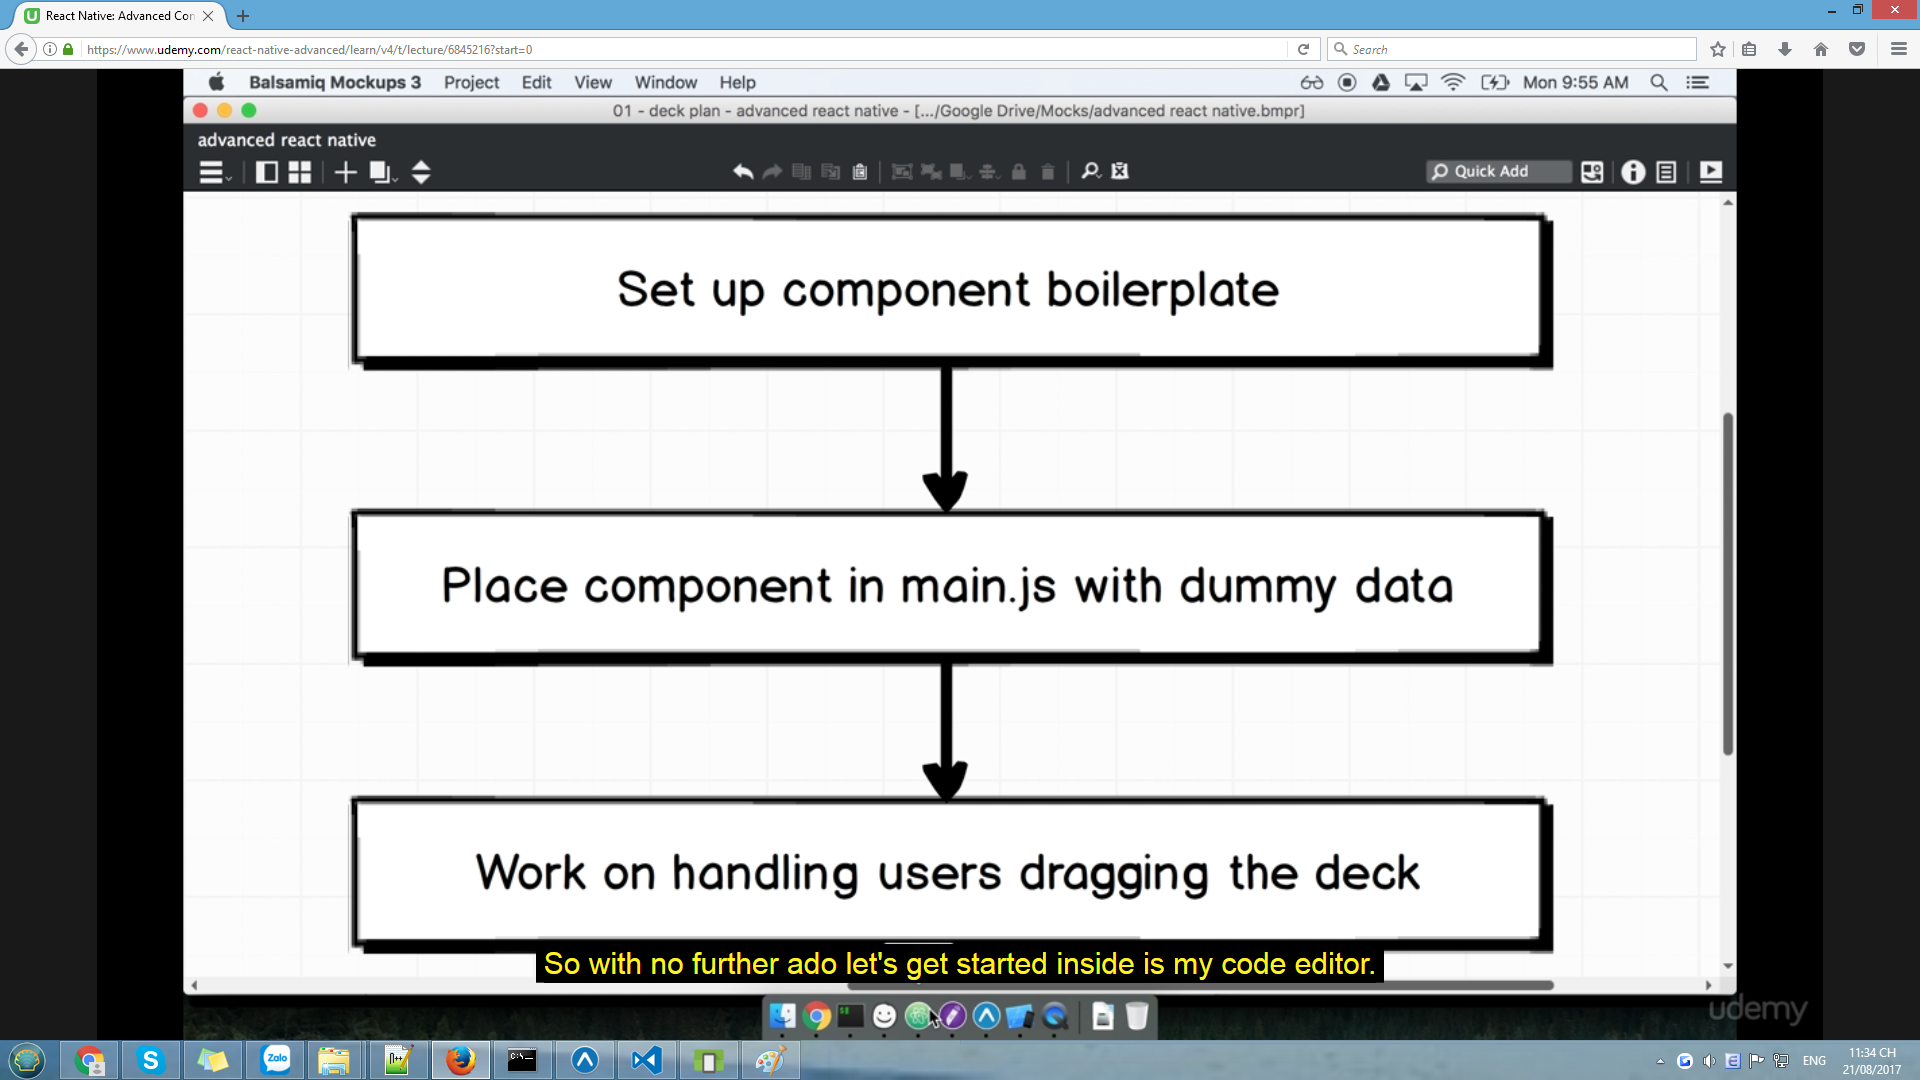 React Native: Advanced Con
https://www.udemy.com/react-native-advanced/learn/v4/t/lecture/6845216?start=0
Search
Balsamiq Mockups 3 Project Edit View Window Help
Mon 9:55 AM
01 - deck plan - advanced react native - [.../Google Drive/Mocks/advanced react native.bmpr]
advanced react native
Quick Add
Set up component boilerplate
Place component in main.js with dummy data
Work on handling users dragging the deck
So with no further ado let's get started inside is my code editor.
udemy
Zalo
ENG
11:34 CH
21/08/2017